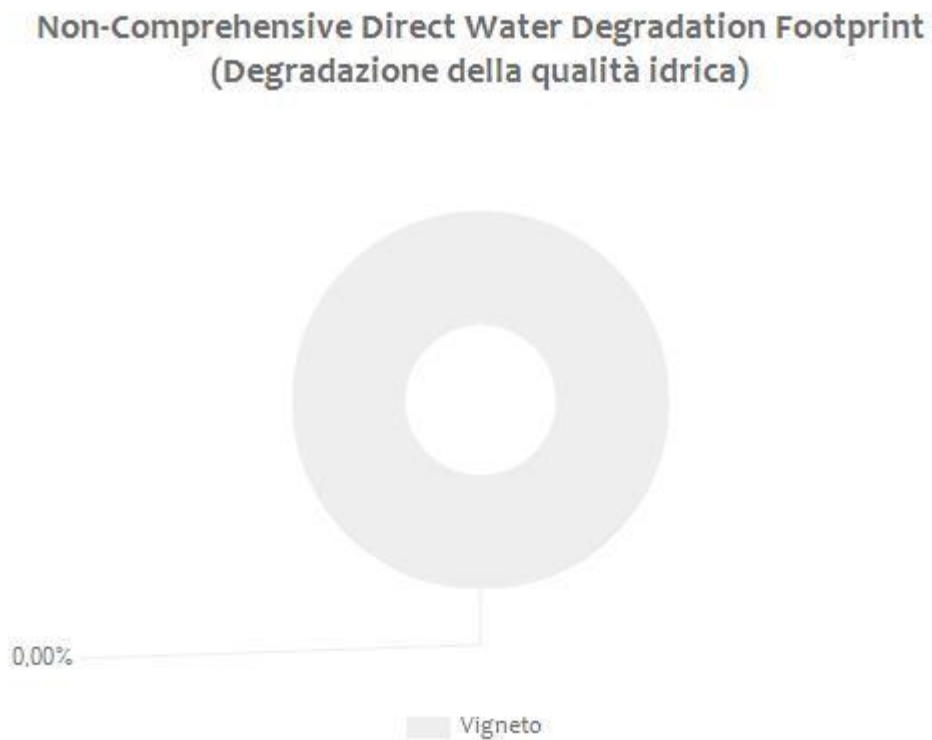 Non-Comprehensive Direct Water Degradation Footprint
(Degradazione della qualità idrica)
0,00%
Vigneto